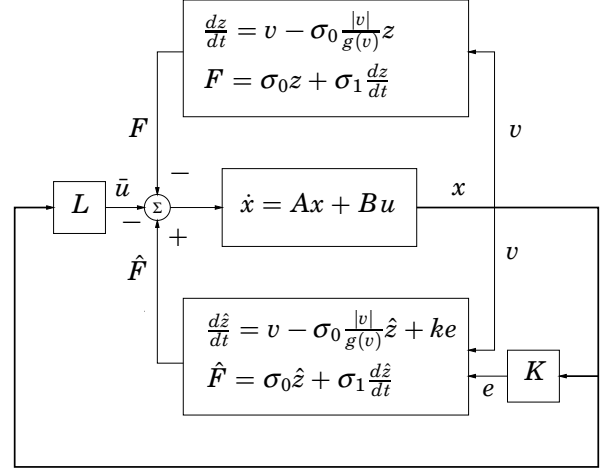 dz/dt = v − σ₀ |v|/g(v) z
F = σ₀z + σ₁ dz/dt
F
v
−
L
ū
−
Σ
ẋ = Ax + Bu
x
+
F̂
v
dẑ/dt = v − σ₀ |v|/g(v) ẑ + ke
F̂ = σ₀ẑ + σ₁ dẑ/dt
e
K